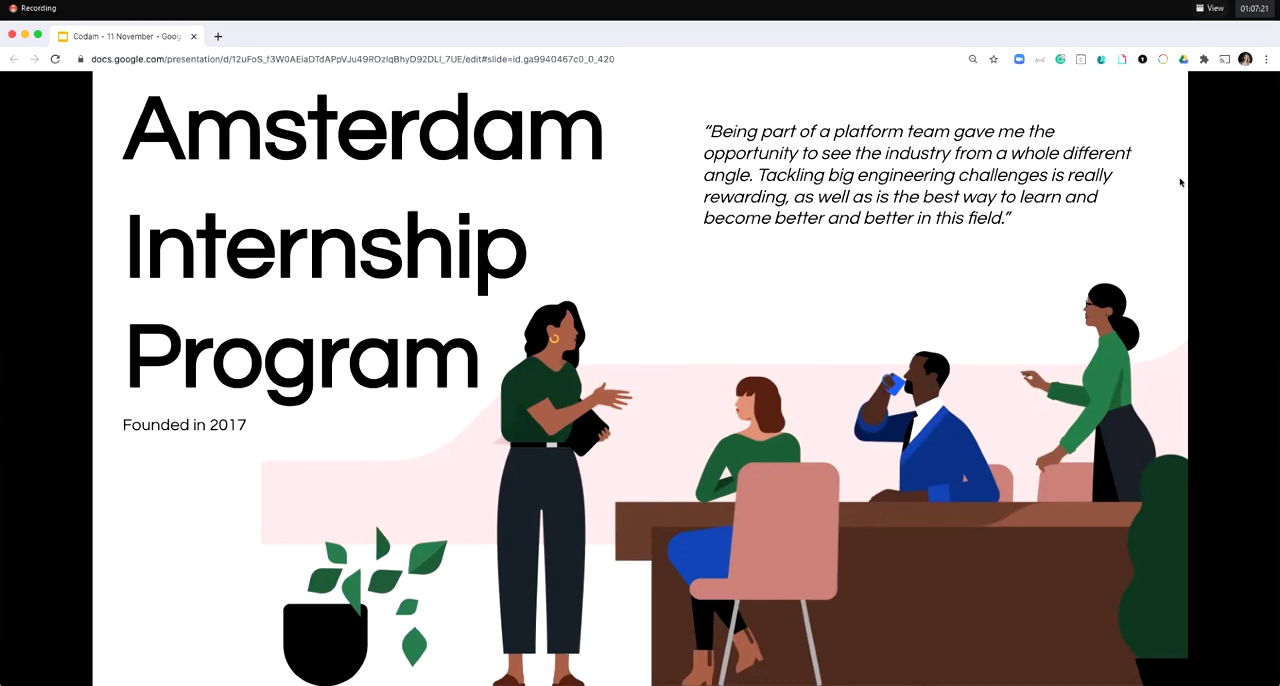 Recording
View
01:07:21
Codam - 11 November - Goog
docs.google.com/presentation/d/12uFoS_f3W0AEiaDTdAPpVJu49ROzIqBhyD92DLI_7UE/edit#slide=id.ga9940467c0_0_420
Amsterdam
Internship
Program
Founded in 2017
“Being part of a platform team gave me the
opportunity to see the industry from a whole different
angle. Tackling big engineering challenges is really
rewarding, as well as is the best way to learn and
become better and better in this field.”